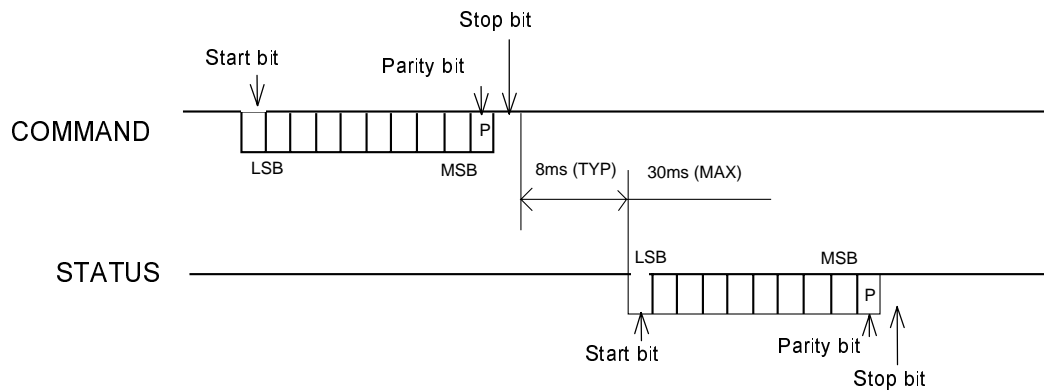 Stop bit
Start bit
Parity bit
COMMAND
P
LSB
MSB
8ms (TYP)
30ms (MAX)
LSB
MSB
STATUS
P
Start bit
Parity bit
Stop bit